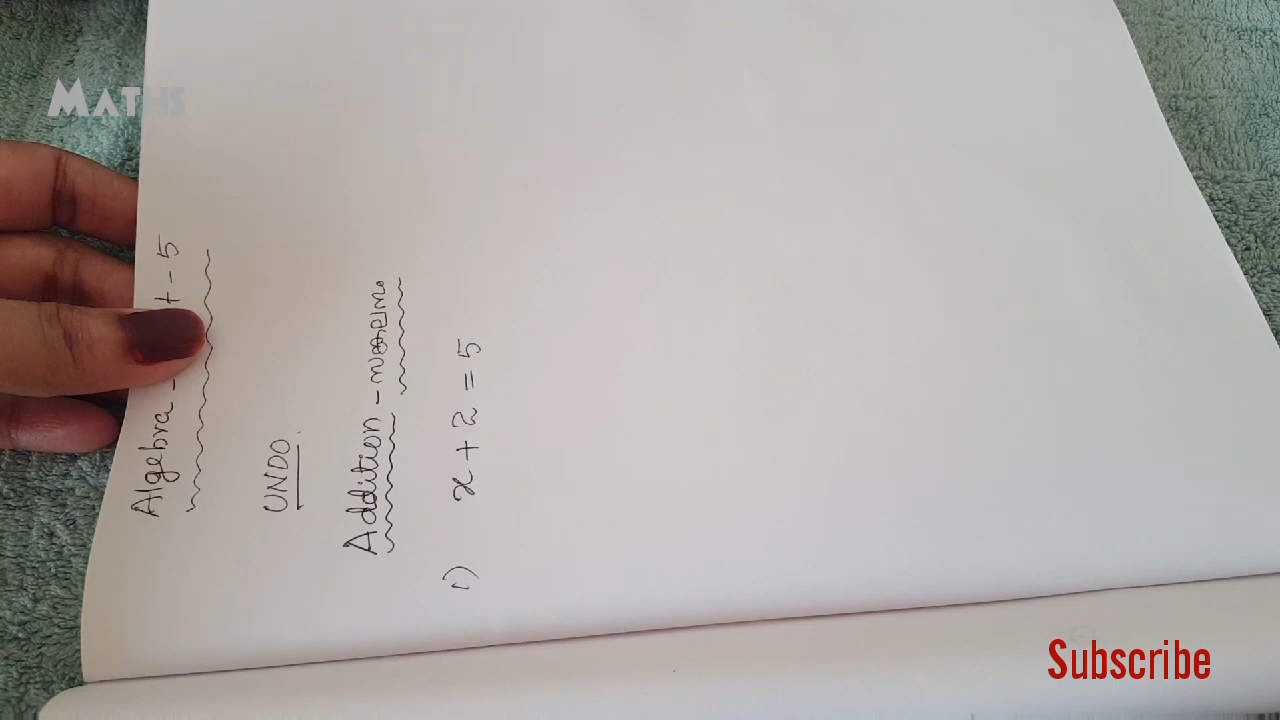 MATHS
Algebra - t - 5
UNDO.
Addition -
1) x + 2 = 5
Subscribe